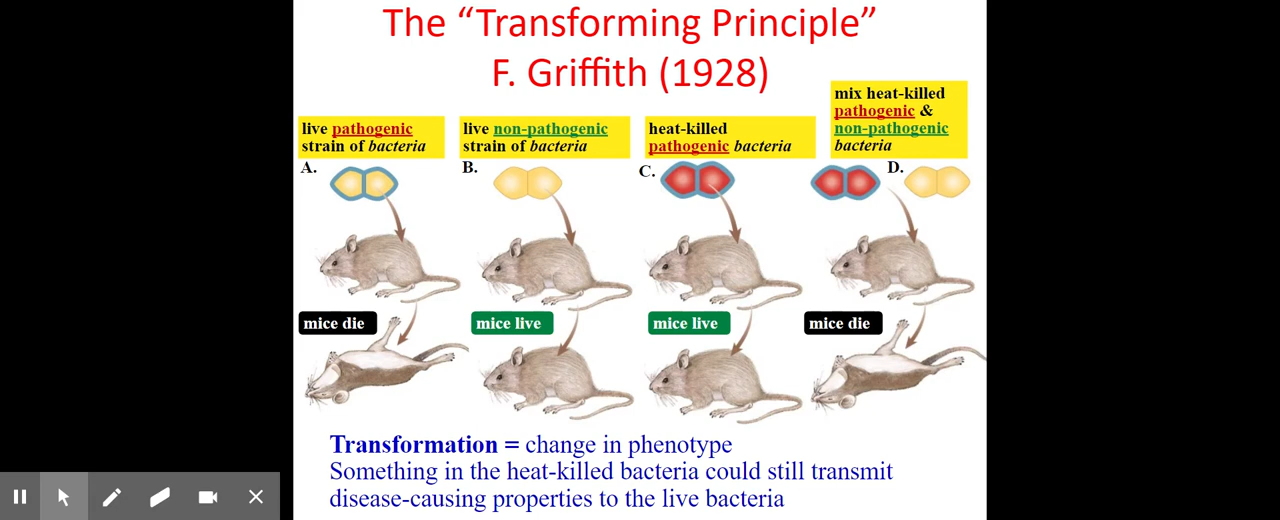 The “Transforming Principle”
F. Griffith (1928)
live pathogenic
strain of bacteria
live non-pathogenic
strain of bacteria
heat-killed
pathogenic bacteria
mix heat-killed
pathogenic &
non-pathogenic
bacteria
A.
B.
C.
D.
mice die
mice live
mice live
mice die
Transformation = change in phenotype
Something in the heat-killed bacteria could still transmit
disease-causing properties to the live bacteria